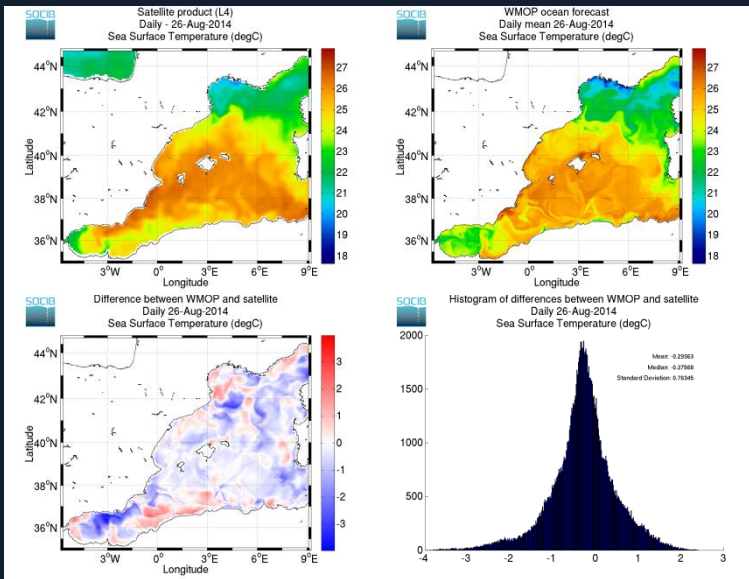 SOCIB
Satellite product (L4)
Daily - 26-Aug-2014
Sea Surface Temperature (degC)
44°N
42°N
40°N
38°N
36°N
Latitude
3°W
0°
3°E
6°E
9°E
Longitude
27
26
25
24
23
22
21
20
19
18
SOCIB
WMOP ocean forecast
Daily mean 26-Aug-2014
Sea Surface Temperature (degC)
44°N
42°N
40°N
38°N
36°N
Latitude
3°W
0°
3°E
6°E
9°E
Longitude
27
26
25
24
23
22
21
20
19
18
SOCIB
Difference between WMOP and satellite
Daily 26-Aug-2014
Sea Surface Temperature (degC)
44°N
42°N
40°N
38°N
36°N
Latitude
3°W
0°
3°E
6°E
9°E
Longitude
3
2
1
0
-1
-2
-3
SOCIB
Histogram of differences between WMOP and satellite
Daily 26-Aug-2014
Sea Surface Temperature (degC)
2000
1500
1000
500
0
-4
-3
-2
-1
0
1
2
3
Mean: -0.29363
Median: -0.27568
Standard Deviation: 0.76345